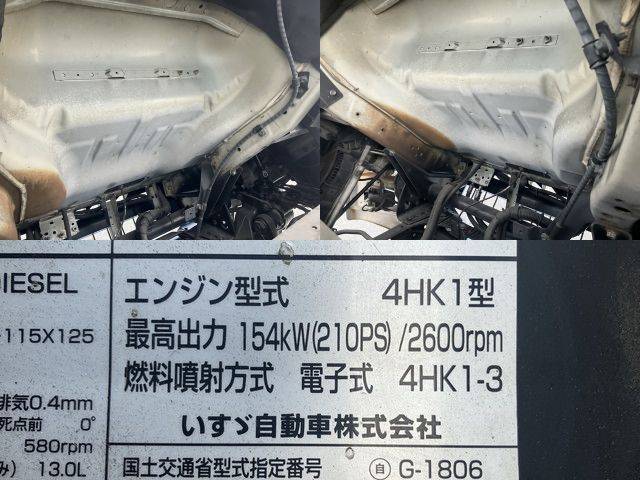 DIESEL
-115X125
排気0.4mm
死点前 0°
580rpm
み) 13.0L
エンジン型式 4HK1型
最高出力 154kW(210PS)/2600rpm
燃料噴射方式 電子式 4HK1-3
いすゞ自動車株式会社
国土交通省型式指定番号 自 G-1806